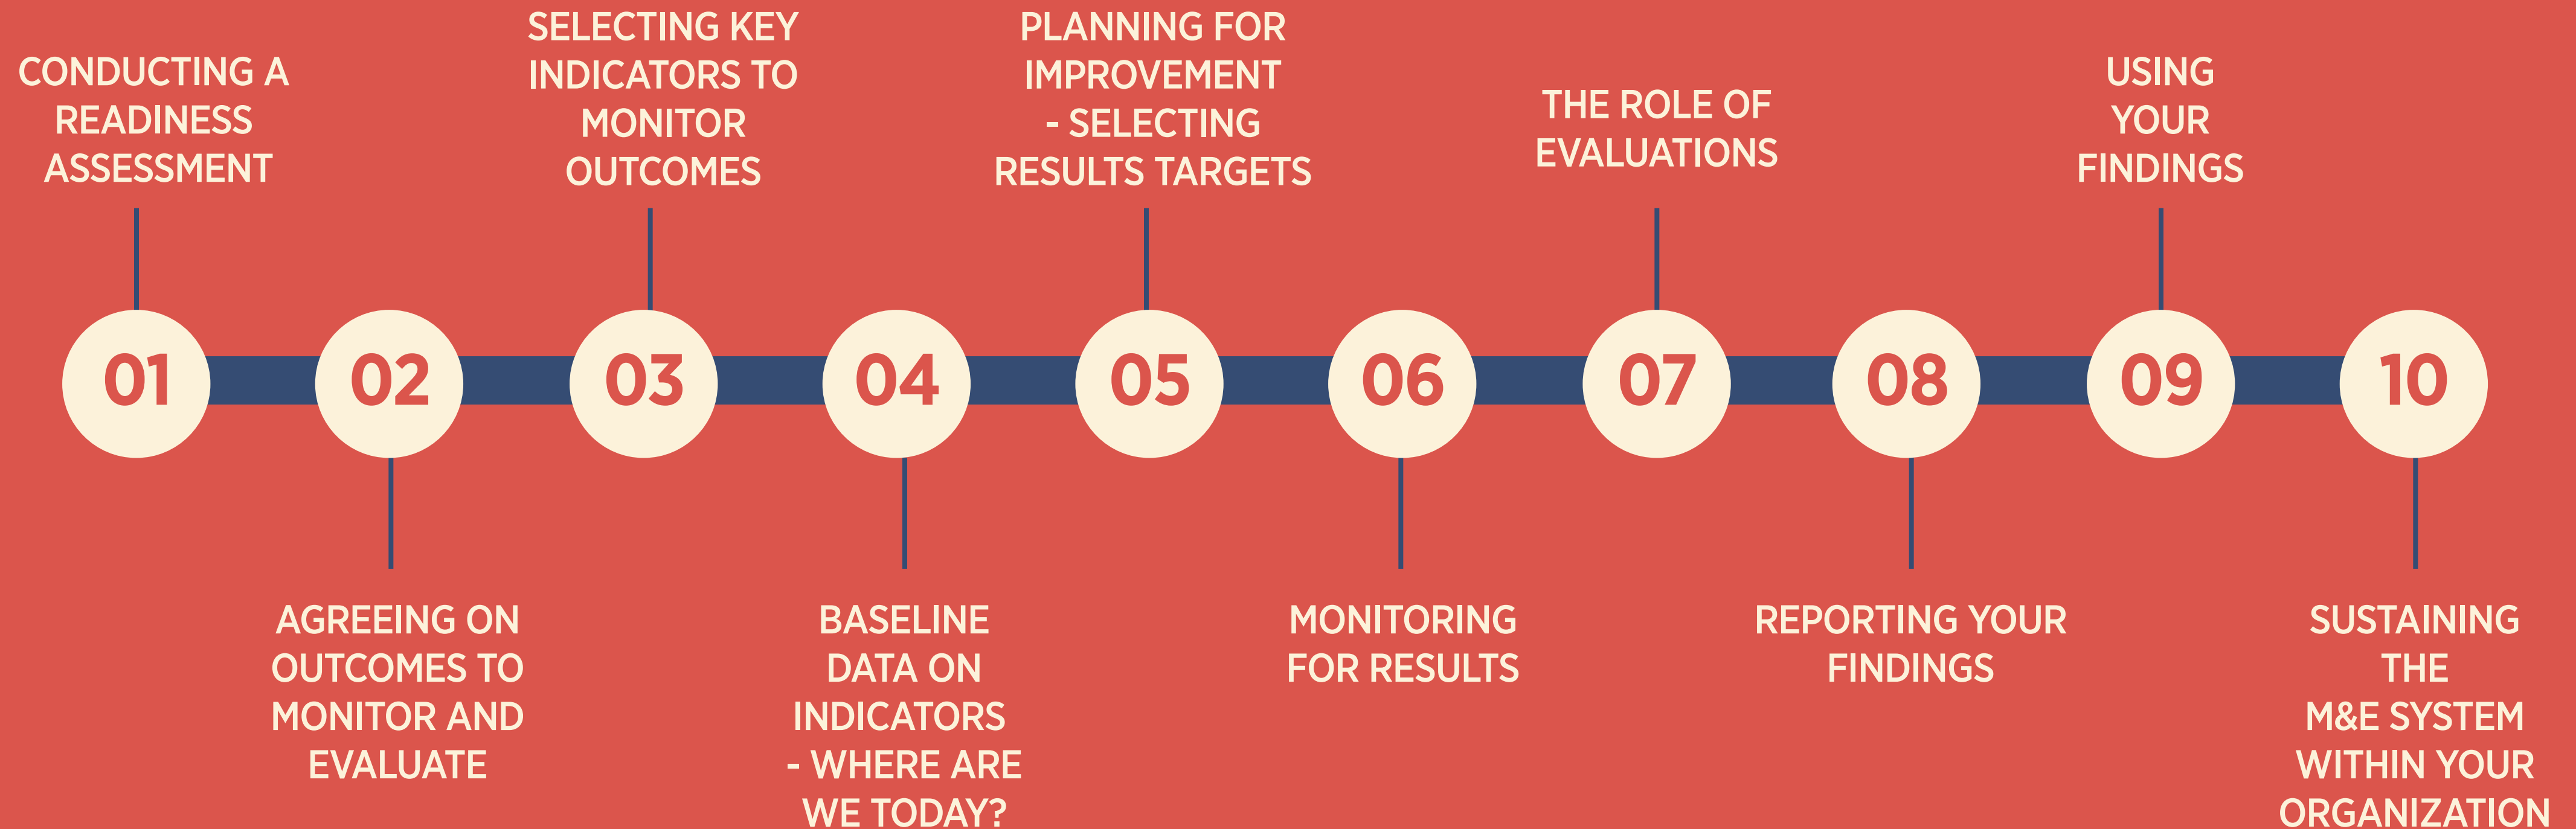 CONDUCTING A
READINESS
ASSESSMENT
SELECTING KEY
INDICATORS TO
MONITOR
OUTCOMES
PLANNING FOR
IMPROVEMENT
- SELECTING
RESULTS TARGETS
THE ROLE OF
EVALUATIONS
USING
YOUR
FINDINGS
01
02
03
04
05
06
07
08
09
10
AGREEING ON
OUTCOMES TO
MONITOR AND
EVALUATE
BASELINE
DATA ON
INDICATORS
- WHERE ARE
WE TODAY?
MONITORING
FOR RESULTS
REPORTING YOUR
FINDINGS
SUSTAINING
THE
M&E SYSTEM
WITHIN YOUR
ORGANIZATION